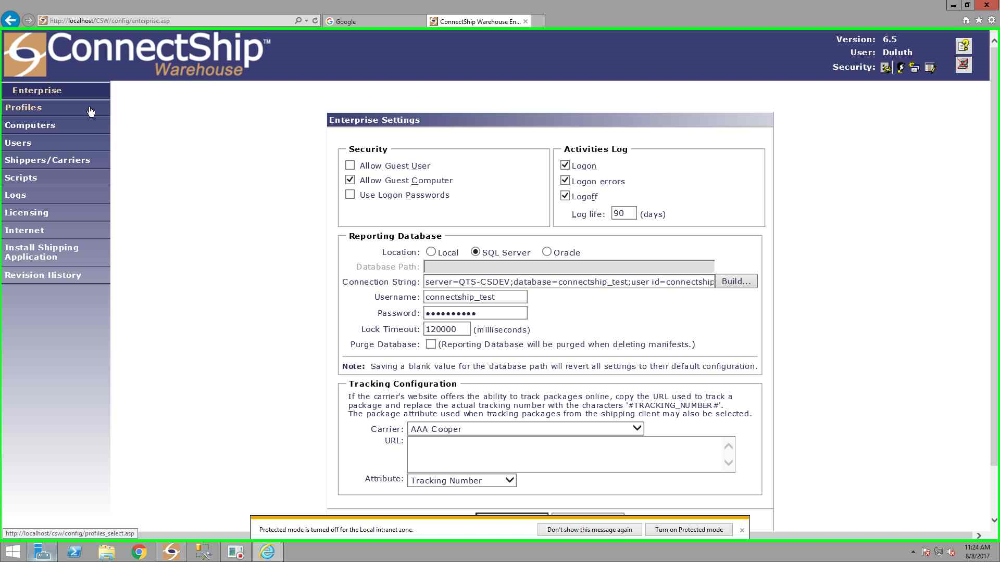 http://localhost/CSW/config/enterprise.asp
Google
ConnectShip Warehouse En...
ConnectShip™
Warehouse
Version: 6.5
User: Duluth
Security:
Enterprise
Profiles
Computers
Users
Shippers/Carriers
Scripts
Logs
Licensing
Internet
Install Shipping
Application
Revision History
Enterprise Settings
Security
Allow Guest User
Allow Guest Computer
Use Logon Passwords
Activities Log
Logon
Logon errors
Logoff
Log life: 90 (days)
Reporting Database
Location: Local SQL Server Oracle
Database Path:
Connection String: server=QTS-CSDEV;database=connectship_test;user id=connectship Build...
Username: connectship_test
Password: ••••••••••
Lock Timeout: 120000 (milliseconds)
Purge Database: (Reporting Database will be purged when deleting manifests.)
Note: Saving a blank value for the database path will revert all settings to their default configuration.
Tracking Configuration
If the carrier's website offers the ability to track packages online, copy the URL used to track a
package and replace the actual tracking number with the characters '#TRACKING_NUMBER#'.
The package attribute used when tracking packages from the shipping client may also be selected.
Carrier: AAA Cooper
URL:
Attribute: Tracking Number
Protected mode is turned off for the Local intranet zone. Don't show this message again Turn on Protected mode
http://localhost/csw/config/profiles_select.asp
11:24 AM
8/8/2017